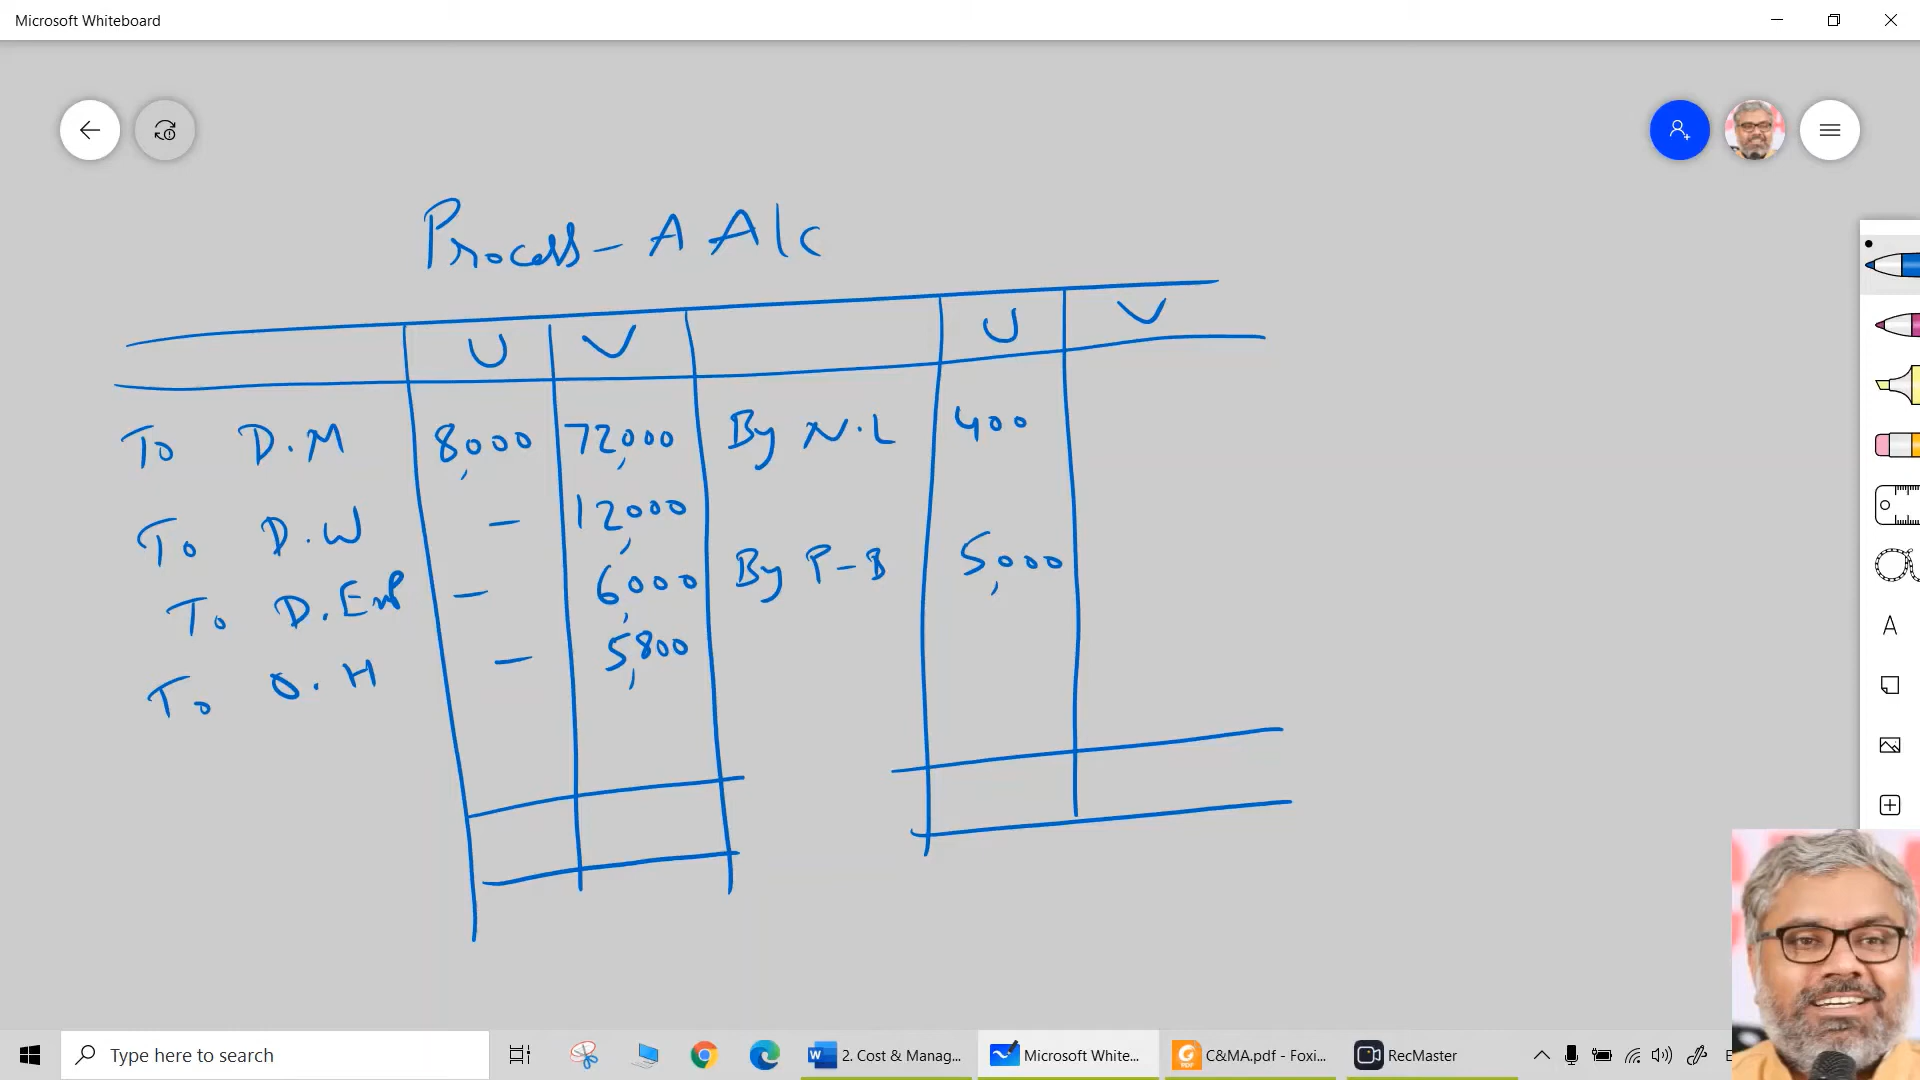 Microsoft Whiteboard
Process - A A/c
U V U V
To D.M 8,000 72,000 By N.L 400
To D.W - 12,000
To D. Exp - 6,000 By P-B 5,000
To O.H - 5,800
A
Type here to search
2. Cost & Manag...
Microsoft White...
C&MA.pdf - Foxi...
RecMaster